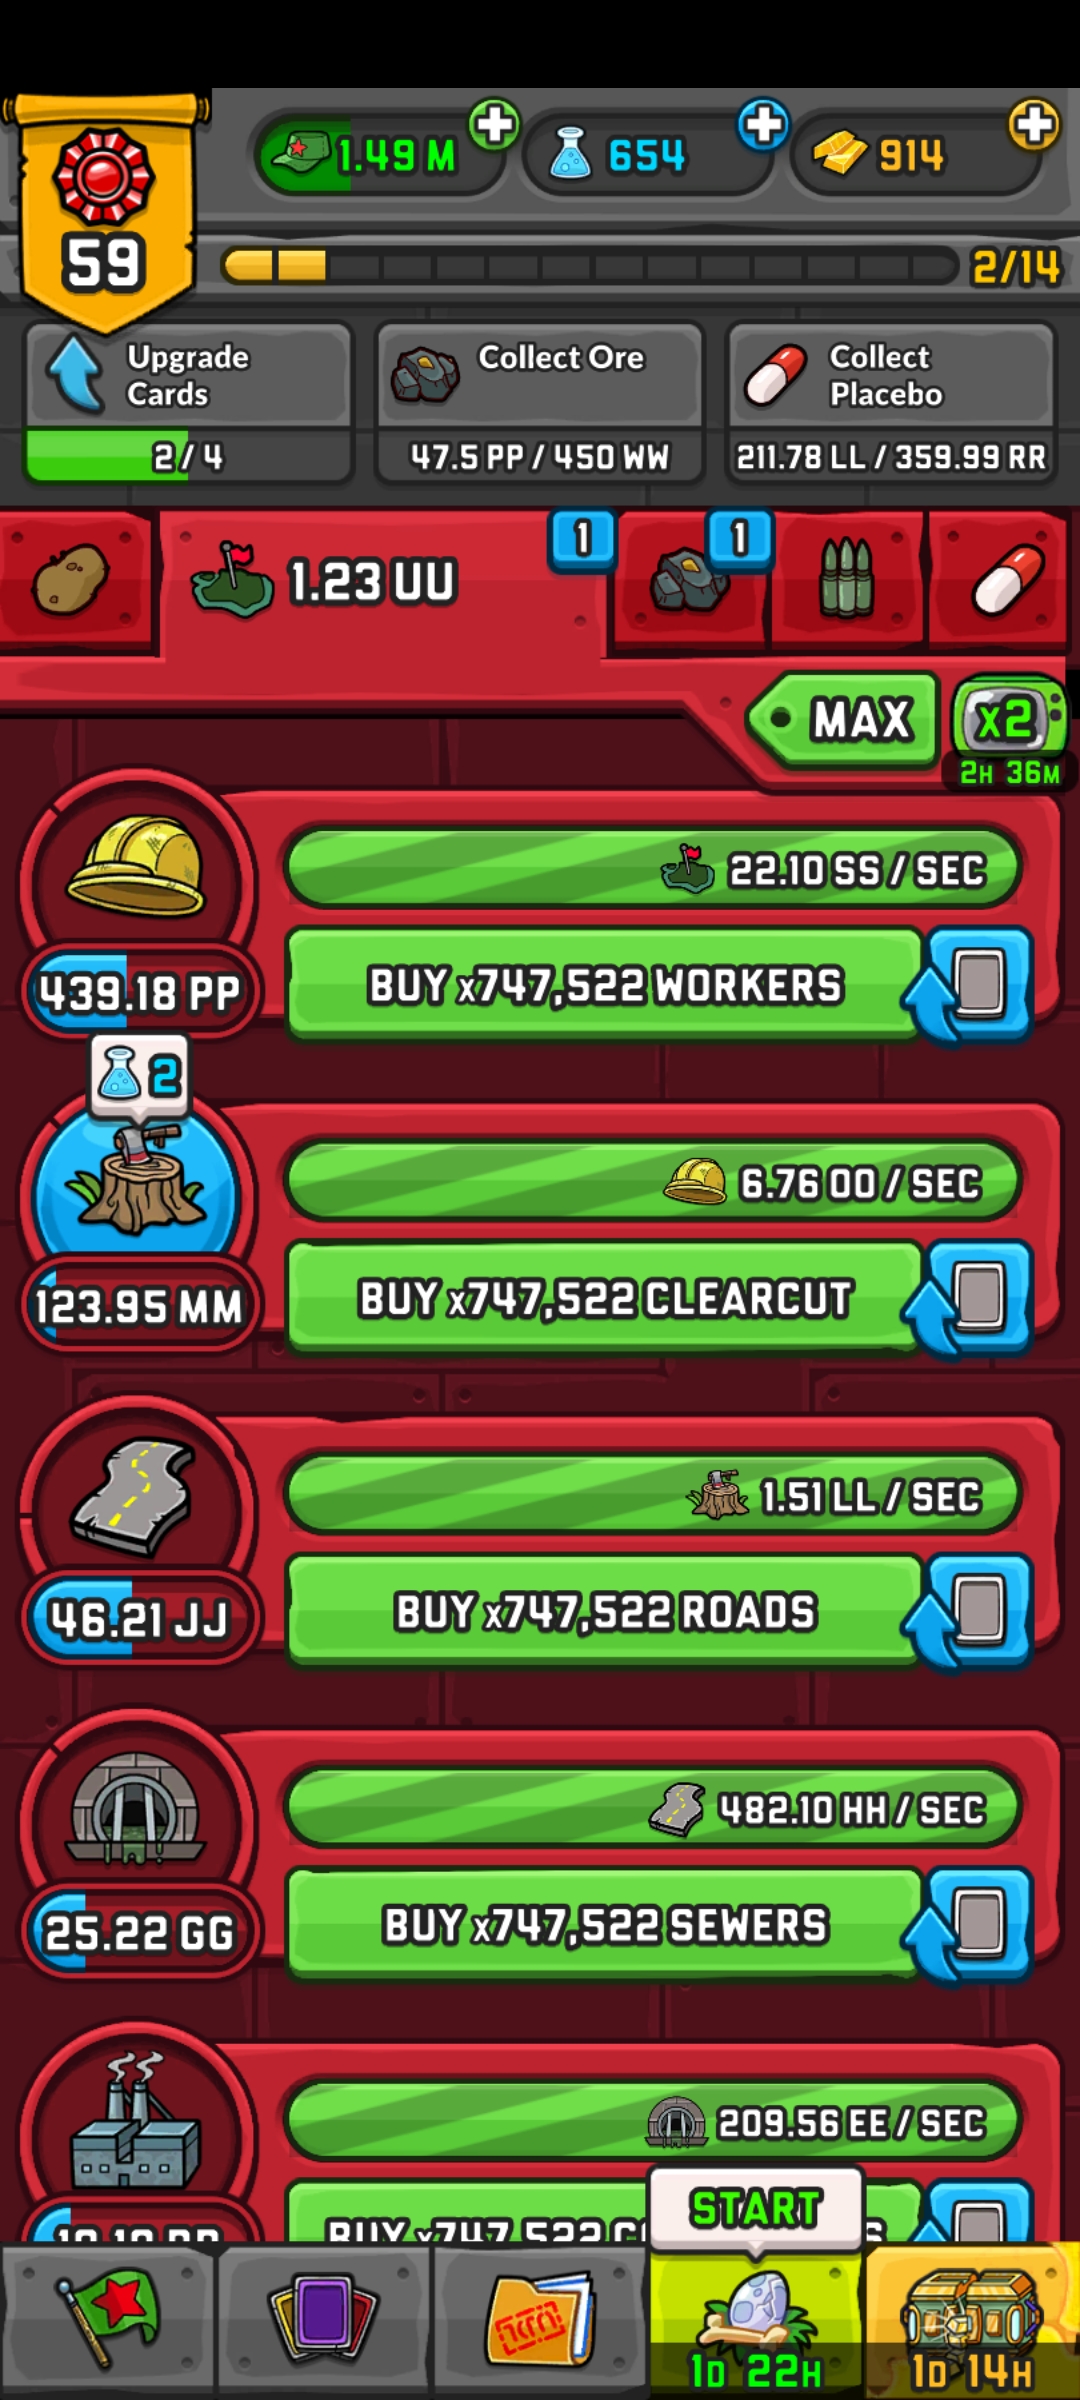 59
1.49 M
654
914
2/14
Upgrade
Cards
2/4
Collect Ore
47.5 PP / 450 WW
Collect
Placebo
211.78 LL / 359.99 RR
1.23 UU
1
1
MAX
x2
2H 36M
22.10 SS / SEC
439.18 PP
BUY x747,522 WORKERS
2
6.76 OO / SEC
123.95 MM
BUY x747,522 CLEARCUT
1.51 LL / SEC
46.21 JJ
BUY x747,522 ROADS
482.10 HH / SEC
25.22 GG
BUY x747,522 SEWERS
209.56 EE / SEC
BUY x747,522
START
1D 22H
1D 14H